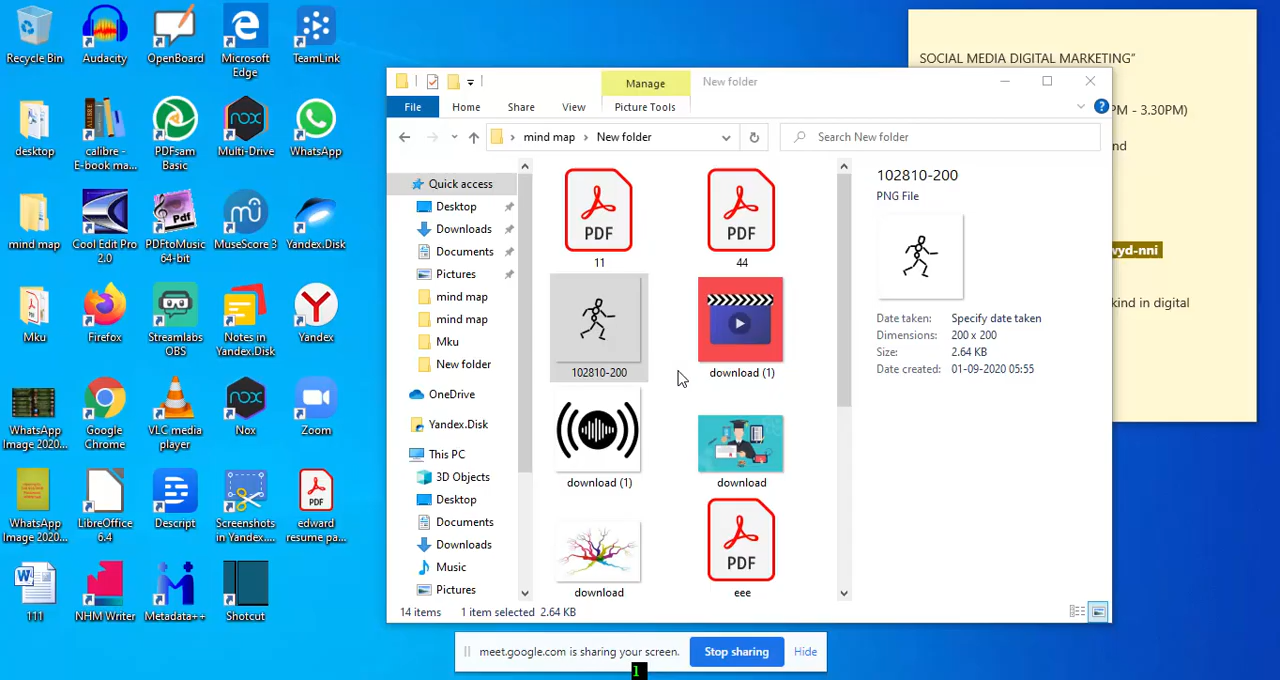 Recycle Bin
Audacity
OpenBoard
Microsoft
Edge
TeamLink
desktop
calibre -
E-book ma...
PDFsam
Basic
Multi-Drive
WhatsApp
mind map
Cool Edit Pro
2.0
PDFtoMusic
64-bit
MuseScore 3
Yandex.Disk
Mku
Firefox
Streamlabs
OBS
Notes in
Yandex.Disk
Yandex
WhatsApp
Image 2020...
Google
Chrome
VLC media
player
Nox
Zoom
WhatsApp
Image 2020...
LibreOffice
6.4
Descript
Screenshots
in Yandex....
edward
resume pa...
111
NHM Writer
Metadata++
Shotcut
SOCIAL MEDIA DIGITAL MARKETING"
PM - 3.30PM)
nd
vyd-nni
kind in digital
Manage
New folder
File
Home
Share
View
Picture Tools
mind map
New folder
Search New folder
Quick access
Desktop
Downloads
Documents
Pictures
mind map
mind map
Mku
New folder
OneDrive
Yandex.Disk
This PC
3D Objects
Desktop
Documents
Downloads
Music
Pictures
PDF
11
PDF
44
102810-200
download (1)
download (1)
download
download
PDF
eee
102810-200
PNG File
Date taken: Specify date taken
Dimensions: 200 x 200
Size: 2.64 KB
Date created: 01-09-2020 05:55
14 items
1 item selected 2.64 KB
meet.google.com is sharing your screen.
Stop sharing
Hide
1